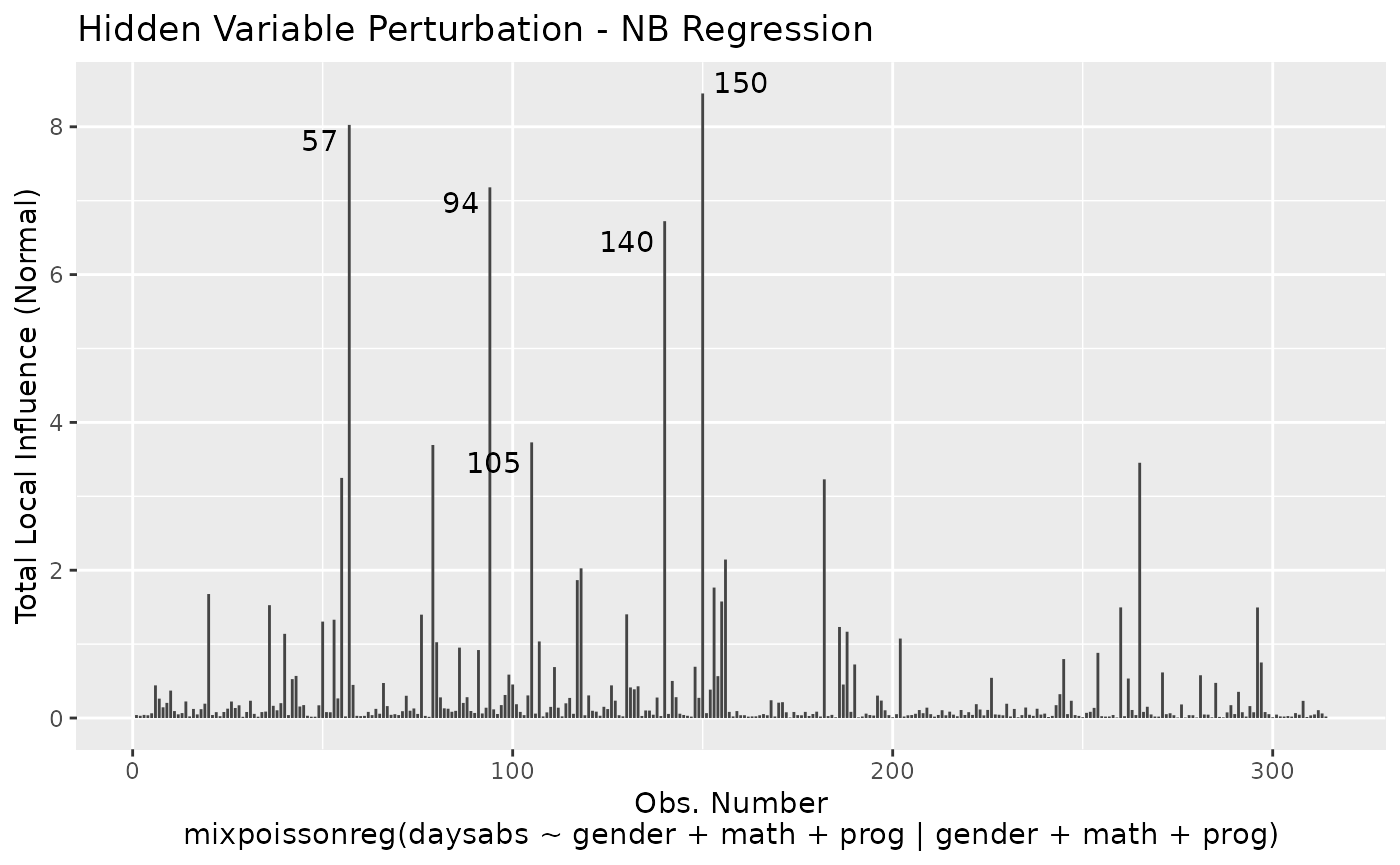 Hidden Variable Perturbation - NB Regression
150
57
94
140
105
8
6
4
2
0
Total Local Influence (Normal)
0 100 200 300
Obs. Number
mixpoissonreg(daysabs ~ gender + math + prog | gender + math + prog)